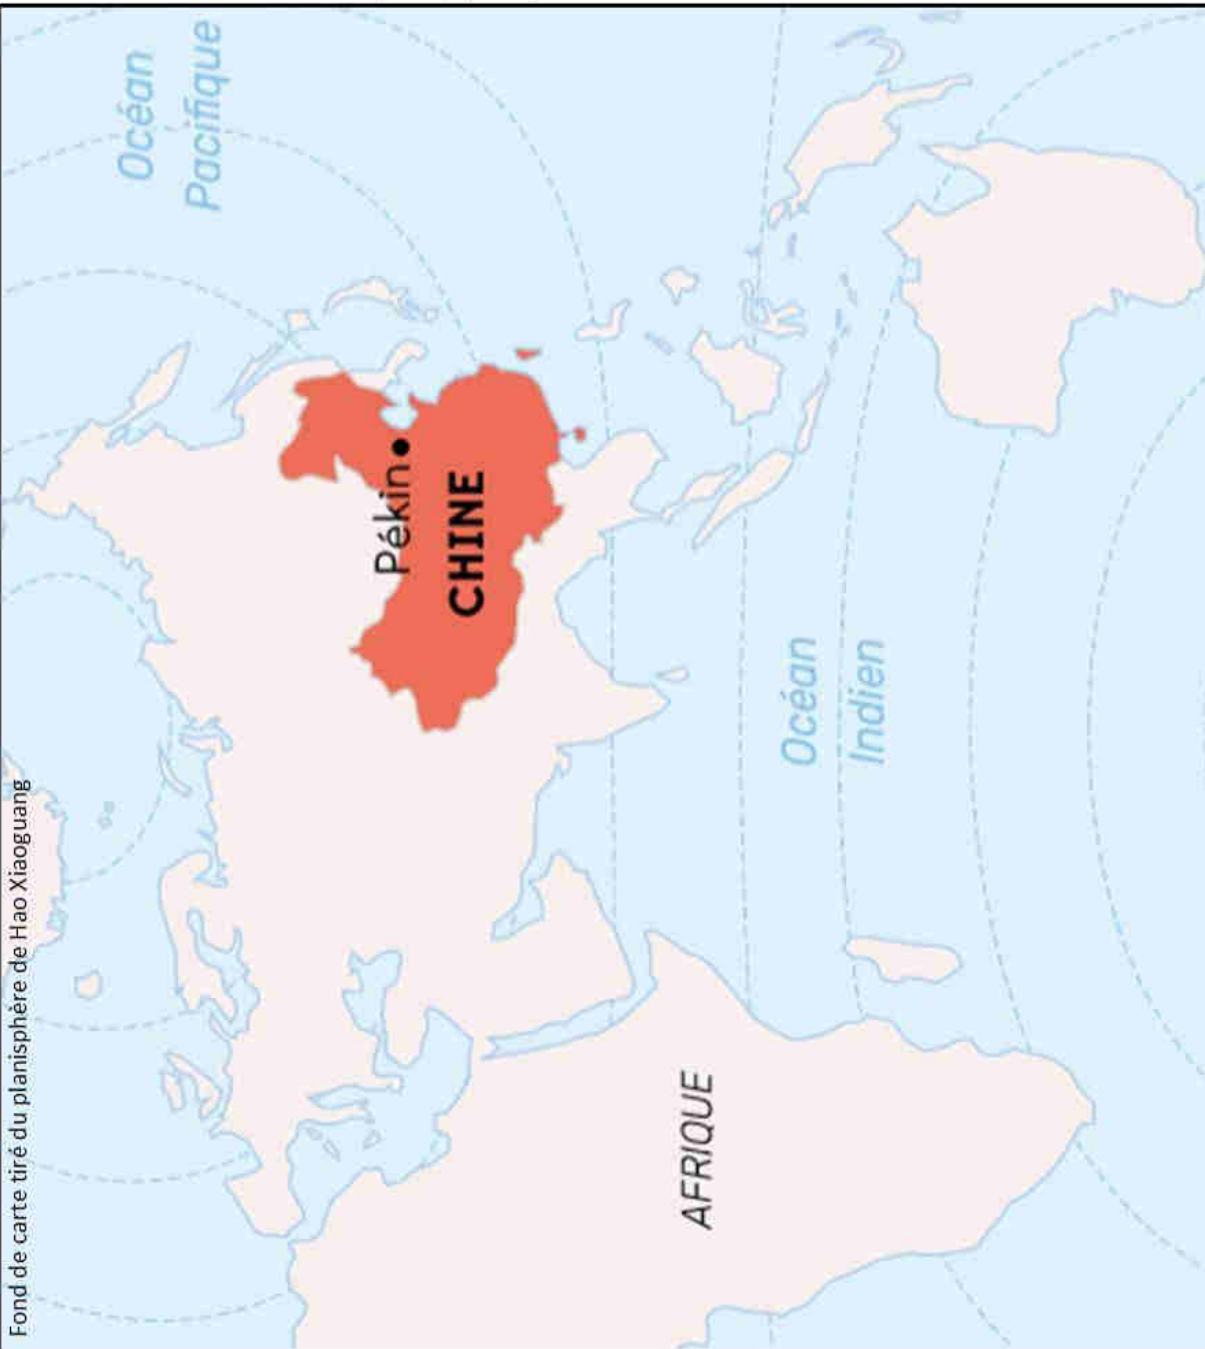 Fond de carte tiré du planisphère de Hao Xiaoguang
Océan
Pacifique
Pékin
CHINE
Océan
Indien
AFRIQUE